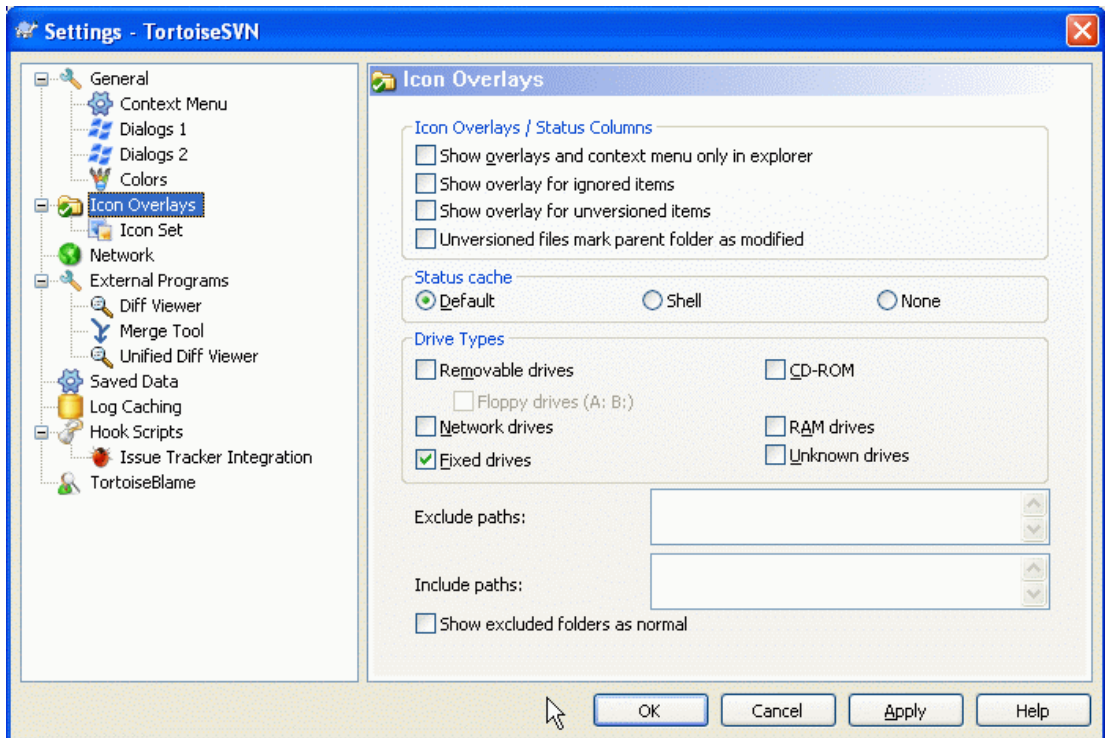 Settings - TortoiseSVN
General
Context Menu
Dialogs 1
Dialogs 2
Colors
Icon Overlays
Icon Set
Network
External Programs
Diff Viewer
Merge Tool
Unified Diff Viewer
Saved Data
Log Caching
Hook Scripts
Issue Tracker Integration
TortoiseBlame
Icon Overlays
Icon Overlays / Status Columns
Show overlays and context menu only in explorer
Show overlay for ignored items
Show overlay for unversioned items
Unversioned files mark parent folder as modified
Status cache
Default Shell None
Drive Types
Removable drives CD-ROM
Floppy drives (A: B:)
Network drives RAM drives
Fixed drives Unknown drives
Exclude paths:
Include paths:
Show excluded folders as normal
OK Cancel Apply Help